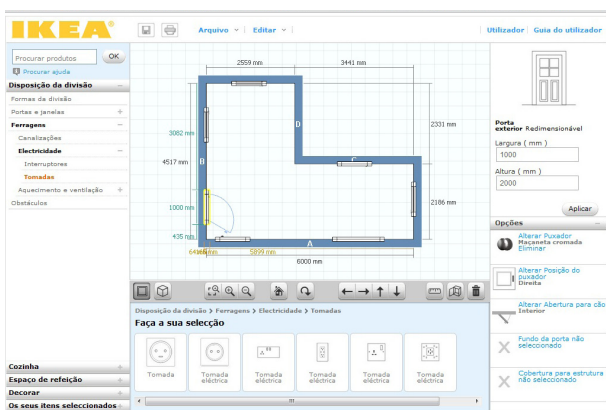 IKEA
Arquivo
Editar
Utilizador
Guia do utilizador
Procurar produtos
OK
Procurar ajuda
Disposição da divisão
Formas da divisão
Portas e janelas
Ferragens
Canalizações
Electricidade
Interruptores
Tomadas
Aquecimento e ventilação
Obstáculos
Cozinha
Espaço de refeição
Decorar
Os seus itens seleccionados
2559 mm
3441 mm
3082 mm
4517 mm
B
D
2331 mm
C
1000 mm
2186 mm
435 mm
A
5099 mm
6000 mm
Disposição da divisão > Ferragens > Electricidade > Tomadas
Faça a sua selecção
Tomada
Tomada eléctrica
Tomada eléctrica
Tomada eléctrica
Tomada eléctrica
Tomada eléctrica
Porta
exterior Redimensionável
Largura ( mm )
1000
Altura ( mm )
2000
Aplicar
Opções
Alterar Puxador
Maçaneta cromada
Eliminar
Alterar Posição do
puxador
Direita
Alterar Abertura para cão
Interior
Fundo da porta não
seleccionado
Cobertura para estrutura
não seleccionado